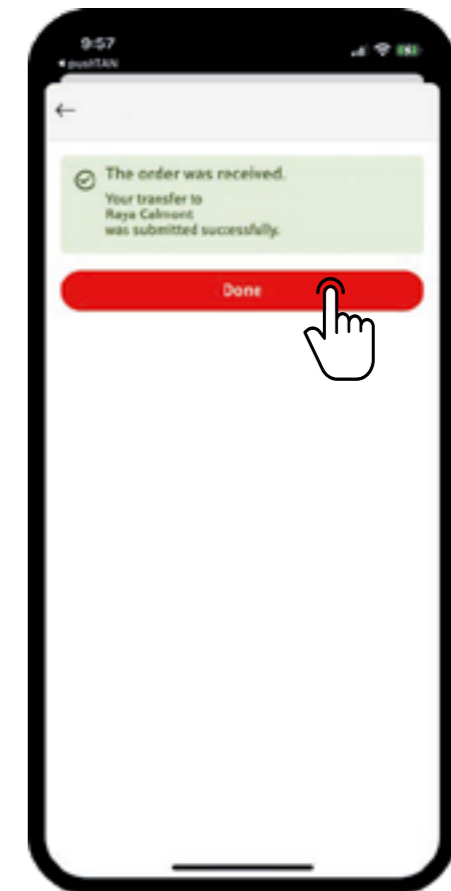 9:57
pushTAN
The order was received.
Your transfer to
Raya Calmont
was submitted successfully.
Done